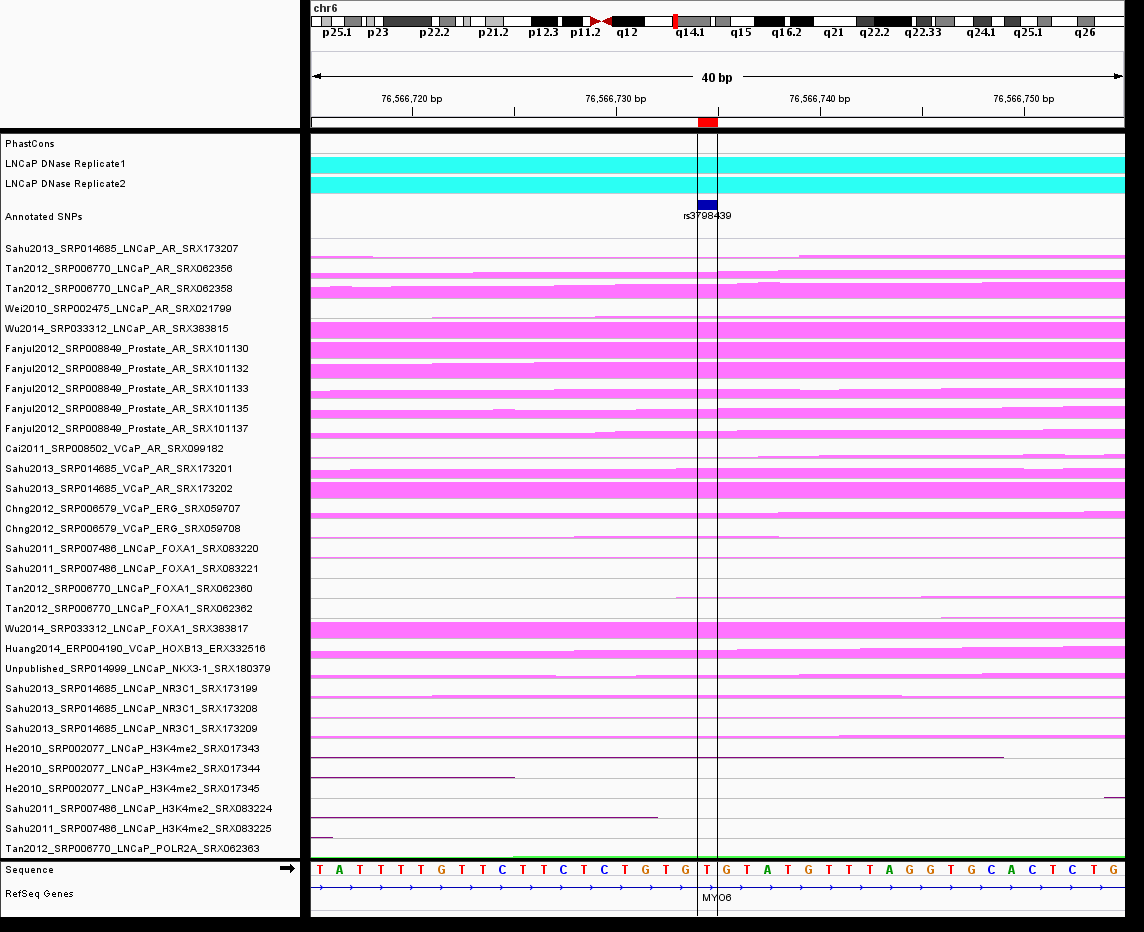 chr6
p25.1 p23 p22.2 p21.2 p12.3 p11.2 q12 q14.1 q15 q16.2 q21 q22.2 q22.33 q24.1 q25.1 q26
40 bp
76,566,720 bp 76,566,730 bp 76,566,740 bp 76,566,750 bp
PhastCons
LNCaP DNase Replicate1
LNCaP DNase Replicate2
Annotated SNPs
rs3798439
Sahu2013_SRP014685_LNCaP_AR_SRX173207
Tan2012_SRP006770_LNCaP_AR_SRX062356
Tan2012_SRP006770_LNCaP_AR_SRX062358
Wei2010_SRP002475_LNCaP_AR_SRX021799
Wu2014_SRP033312_LNCaP_AR_SRX383815
Fanjul2012_SRP008849_Prostate_AR_SRX101130
Fanjul2012_SRP008849_Prostate_AR_SRX101132
Fanjul2012_SRP008849_Prostate_AR_SRX101133
Fanjul2012_SRP008849_Prostate_AR_SRX101135
Fanjul2012_SRP008849_Prostate_AR_SRX101137
Cai2011_SRP008502_VCaP_AR_SRX099182
Sahu2013_SRP014685_VCaP_AR_SRX173201
Sahu2013_SRP014685_VCaP_AR_SRX173202
Chng2012_SRP006579_VCaP_ERG_SRX059707
Chng2012_SRP006579_VCaP_ERG_SRX059708
Sahu2011_SRP007486_LNCaP_FOXA1_SRX083220
Sahu2011_SRP007486_LNCaP_FOXA1_SRX083221
Tan2012_SRP006770_LNCaP_FOXA1_SRX062360
Tan2012_SRP006770_LNCaP_FOXA1_SRX062362
Wu2014_SRP033312_LNCaP_FOXA1_SRX383817
Huang2014_ERP004190_VCaP_HOXB13_ERX332516
Unpublished_SRP014999_LNCaP_NKX3-1_SRX180379
Sahu2013_SRP014685_LNCaP_NR3C1_SRX173199
Sahu2013_SRP014685_LNCaP_NR3C1_SRX173208
Sahu2013_SRP014685_LNCaP_NR3C1_SRX173209
He2010_SRP002077_LNCaP_H3K4me2_SRX017343
He2010_SRP002077_LNCaP_H3K4me2_SRX017344
He2010_SRP002077_LNCaP_H3K4me2_SRX017345
Sahu2011_SRP007486_LNCaP_H3K4me2_SRX083224
Sahu2011_SRP007486_LNCaP_H3K4me2_SRX083225
Tan2012_SRP006770_LNCaP_POLR2A_SRX062363
Sequence T A T T T T G T T C T T C T C T G T G T G T A T G T T T A G G T G C A C T C T G
RefSeq Genes
MYO6